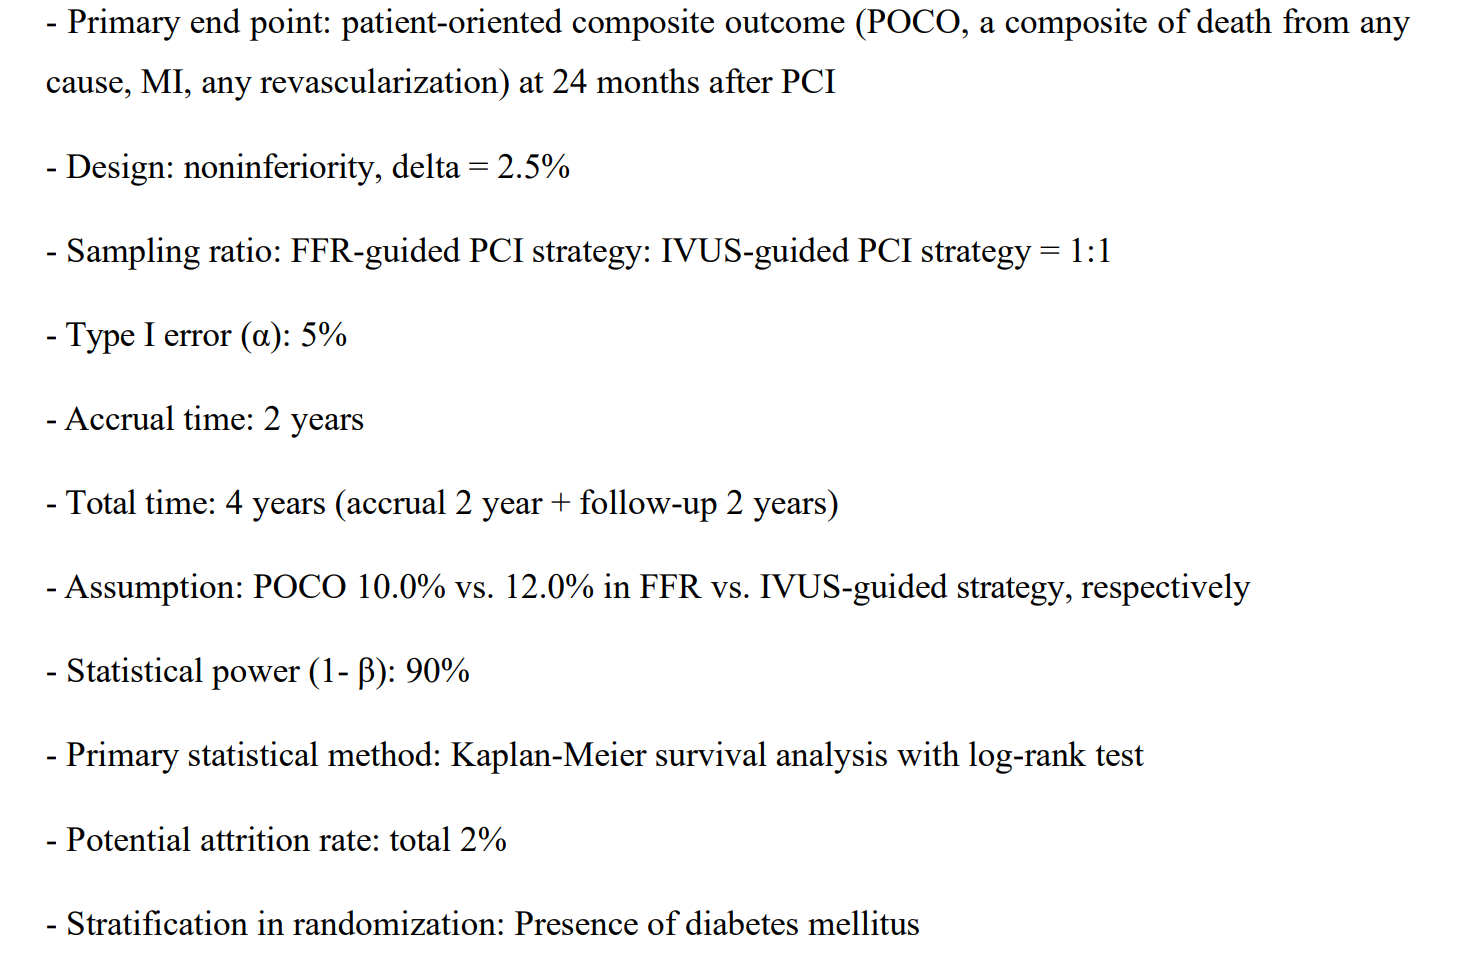 - Primary end point: patient-oriented composite outcome (POCO, a composite of death from any
cause, MI, any revascularization) at 24 months after PCI
- Design: noninferiority, delta = 2.5%
- Sampling ratio: FFR-guided PCI strategy: IVUS-guided PCI strategy = 1:1
- Type I error (α): 5%
- Accrual time: 2 years
- Total time: 4 years (accrual 2 year + follow-up 2 years)
- Assumption: POCO 10.0% vs. 12.0% in FFR vs. IVUS-guided strategy, respectively
- Statistical power (1- β): 90%
- Primary statistical method: Kaplan-Meier survival analysis with log-rank test
- Potential attrition rate: total 2%
- Stratification in randomization: Presence of diabetes mellitus